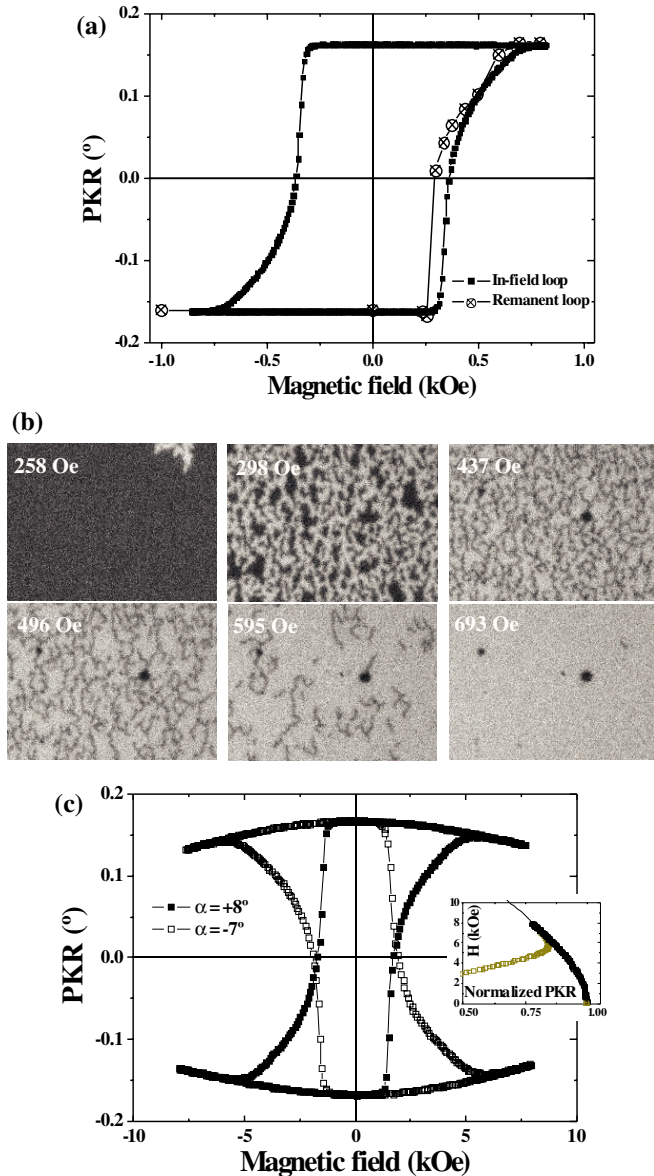 (a)
0.2
0.1
0.0
-0.1
-0.2
PKR (º)
In-field loop
Remanent loop
-1.0 -0.5 0.0 0.5 1.0
Magnetic field (kOe)
(b)
258 Oe 298 Oe 437 Oe
496 Oe 595 Oe 693 Oe
(c)
0.2
0.1
0.0
-0.1
-0.2
PKR (º)
α = +8º
α = -7º
10
8
6
4
2
0
H (kOe)
Normalized PKR
0.50 0.75 1.00
-10 -5 0 5 10
Magnetic field (kOe)